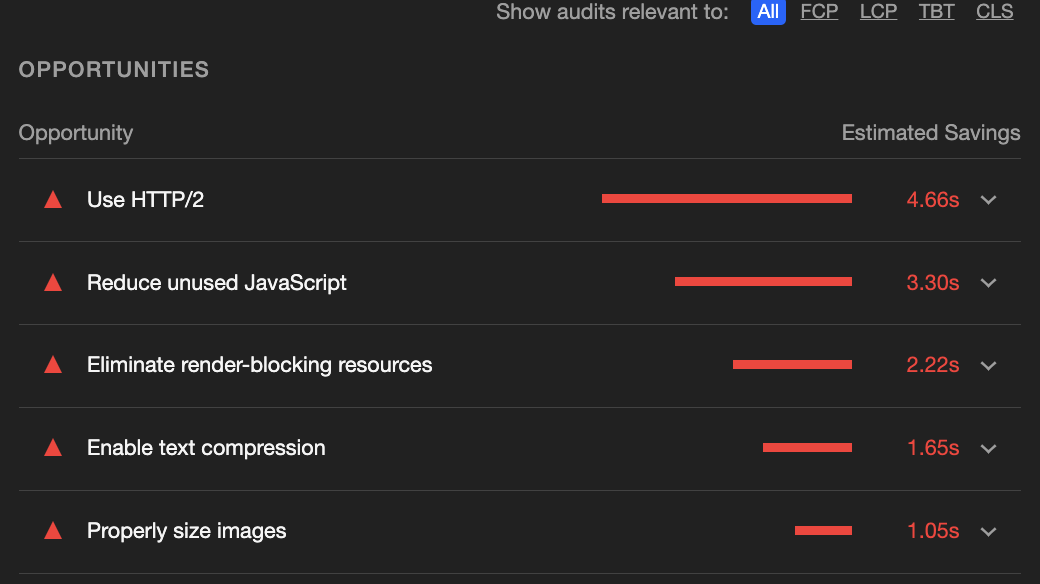 Show audits relevant to: All FCP LCP TBT CLS
OPPORTUNITIES
Opportunity Estimated Savings
Use HTTP/2 4.66s
Reduce unused JavaScript 3.30s
Eliminate render-blocking resources 2.22s
Enable text compression 1.65s
Properly size images 1.05s